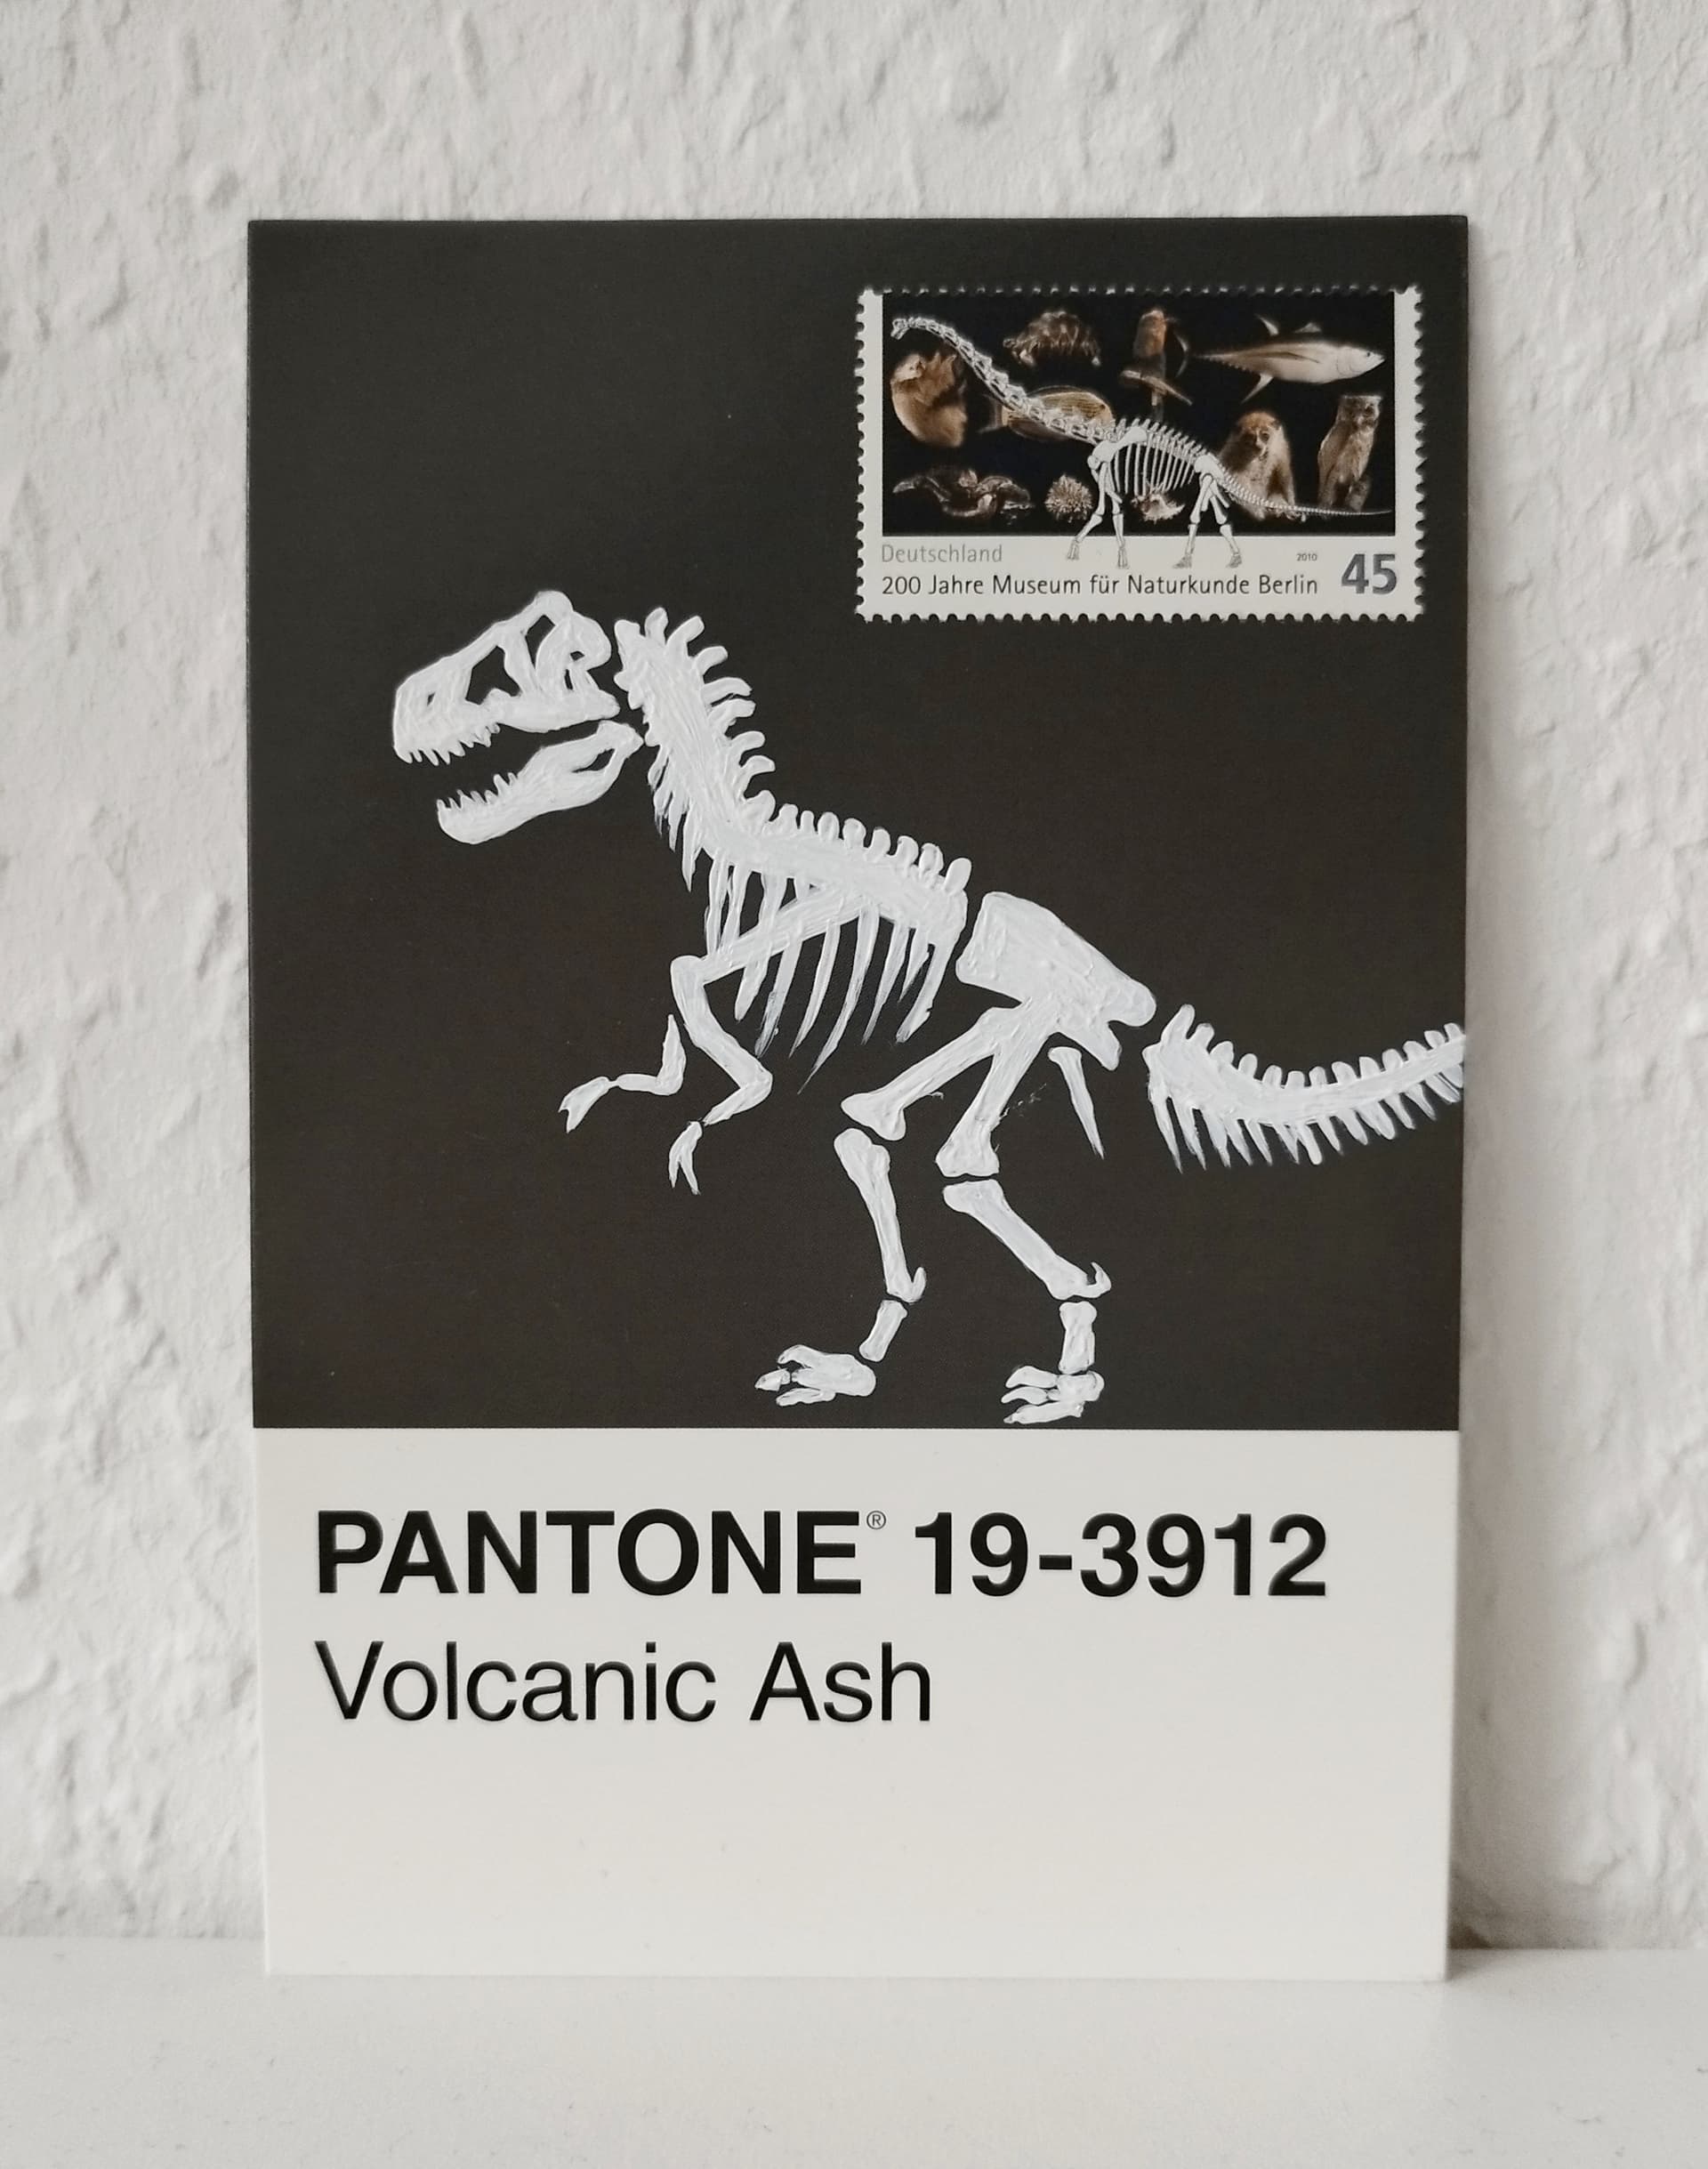 Deutschland 2010 45
200 Jahre Museum für Naturkunde Berlin
PANTONE® 19-3912
Volcanic Ash